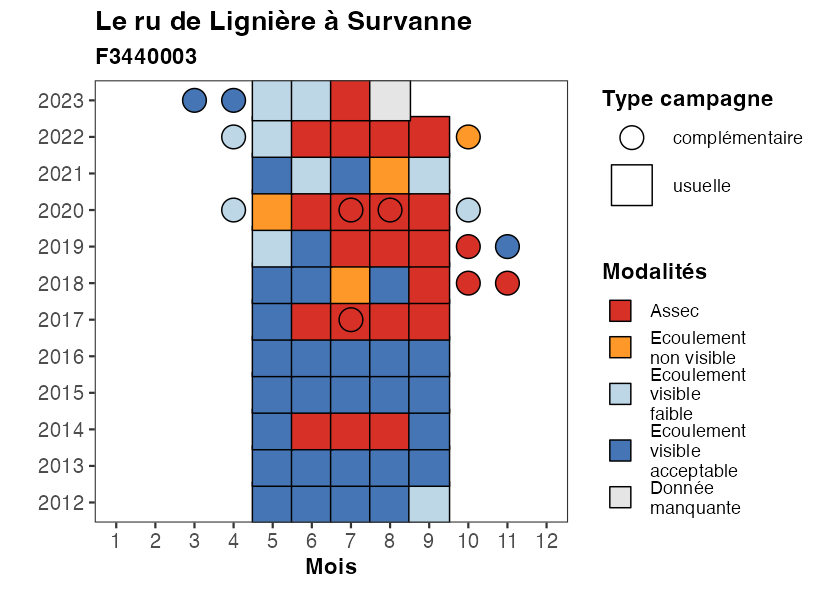 Le ru de Lignière à Survanne
F3440003
2023
2022
2021
2020
2019
2018
2017
2016
2015
2014
2013
2012
1 2 3 4 5 6 7 8 9 10 11 12
Mois
Type campagne
complémentaire
usuelle
Modalités
Assec
Ecoulement
non visible
Ecoulement
visible
faible
Ecoulement
visible
acceptable
Donnée
manquante